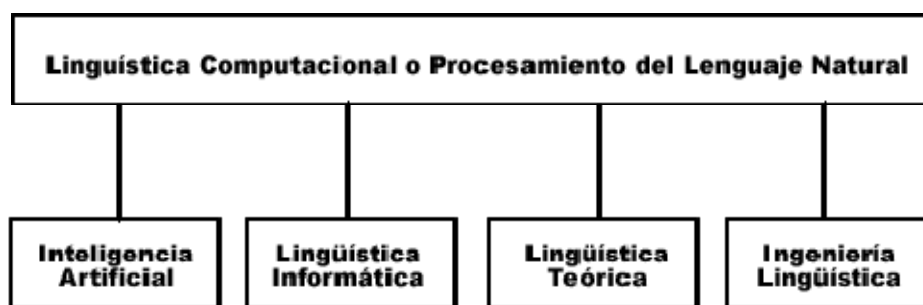 Linguística Computacional o Procesamiento del Lenguaje Natural
Inteligencia
Artificial
Lingüística
Informática
Lingüística
Teórica
Ingeniería
Lingüística